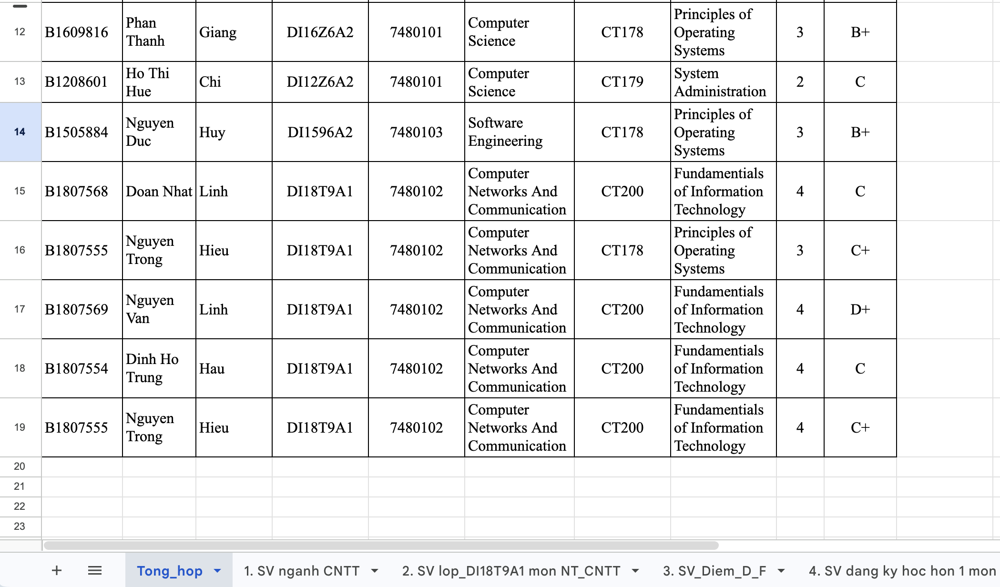 12 B1609816 Phan Thanh Giang DI16Z6A2 7480101 Computer Science CT178 Principles of Operating Systems 3 B+
13 B1208601 Ho Thi Hue Chi DI12Z6A2 7480101 Computer Science CT179 System Administration 2 C
14 B1505884 Nguyen Duc Huy DI1596A2 7480103 Software Engineering CT178 Principles of Operating Systems 3 B+
15 B1807568 Doan Nhat Linh DI18T9A1 7480102 Computer Networks And Communication CT200 Fundamentials of Information Technology 4 C
16 B1807555 Nguyen Trong Hieu DI18T9A1 7480102 Computer Networks And Communication CT178 Principles of Operating Systems 3 C+
17 B1807569 Nguyen Van Linh DI18T9A1 7480102 Computer Networks And Communication CT200 Fundamentials of Information Technology 4 D+
18 B1807554 Dinh Ho Trung Hau DI18T9A1 7480102 Computer Networks And Communication CT200 Fundamentials of Information Technology 4 C
19 B1807555 Nguyen Trong Hieu DI18T9A1 7480102 Computer Networks And Communication CT200 Fundamentials of Information Technology 4 C+
20
21
22
23
Tong_hop 1. SV nganh CNTT 2. SV lop_DI18T9A1 mon NT_CNTT 3. SV_Diem_D_F 4. SV dang ky hoc hon 1 mon